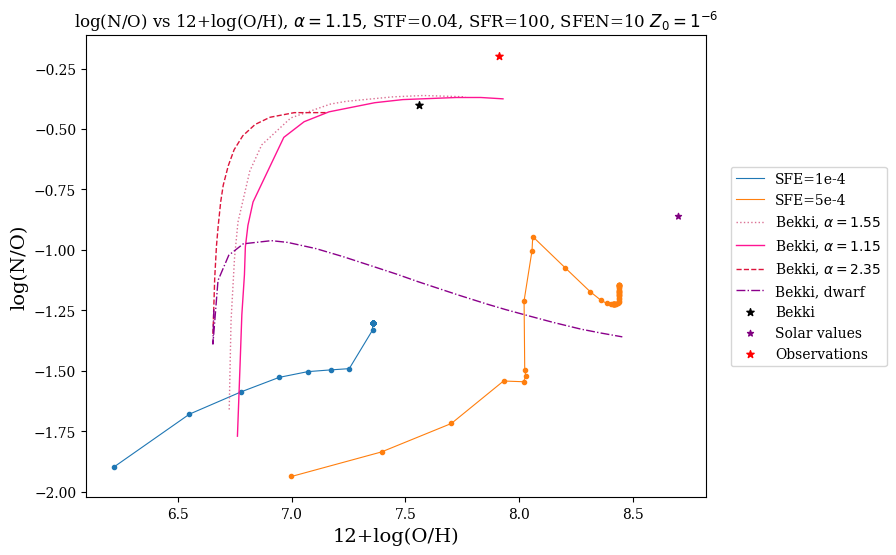 log(N/O) vs 12+log(O/H), α = 1.15, STF=0.04, SFR=100, SFEN=10 Z₀ = 1⁻⁶
log(N/O)
−0.25
−0.50
−0.75
−1.00
−1.25
−1.50
−1.75
−2.00
6.5 7.0 7.5 8.0 8.5
12+log(O/H)
SFE=1e-4
SFE=5e-4
Bekki, α = 1.55
Bekki, α = 1.15
Bekki, α = 2.35
Bekki, dwarf
Bekki
Solar values
Observations